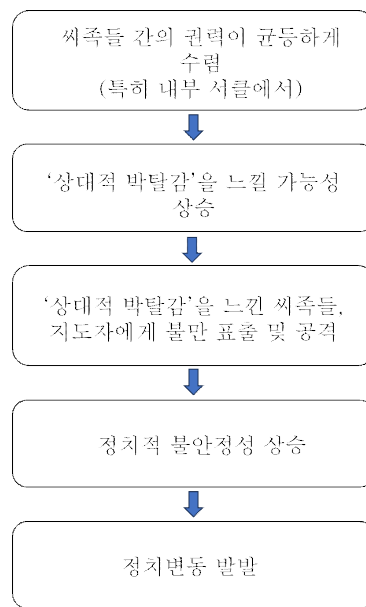 씨족들 간의 권력이 균등하게
수렴
(특히 내부 서클에서)
‘상대적 박탈감’을 느낄 가능성
상승
‘상대적 박탈감’을 느낀 씨족들,
지도자에게 불만 표출 및 공격
정치적 불안정성 상승
정치변동 발발